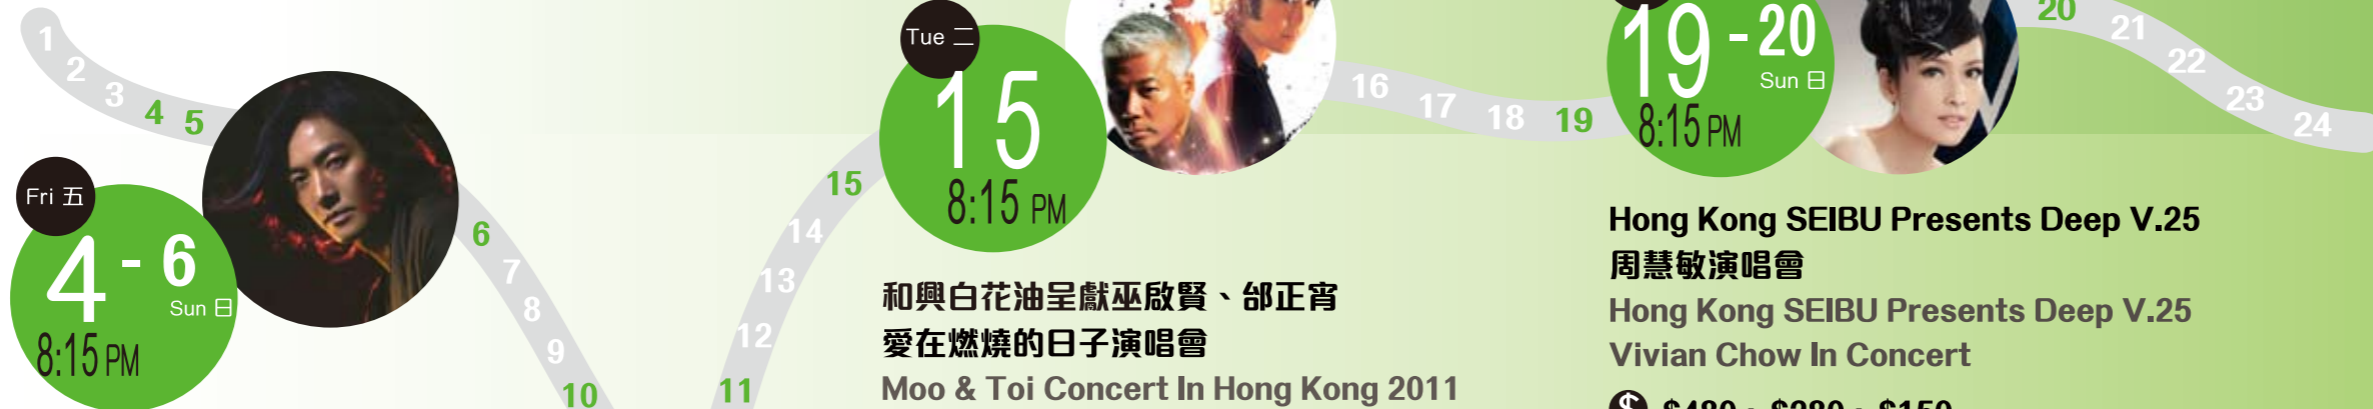 1
2
3
4
5
Fri 五
4 - 6
Sun 日
8:15 PM
6
7
8
9
10
11
12
13
14
15
Tue 二
15
8:15 PM
和興白花油呈獻巫啟賢、邰正宵
愛在燃燒的日子演唱會
Moo & Toi Concert In Hong Kong 2011
16
17
18
19
19 - 20
Sun 日
8:15 PM
Hong Kong SEIBU Presents Deep V.25
周慧敏演唱會
Hong Kong SEIBU Presents Deep V.25
Vivian Chow In Concert
$480、$280、$150
20
21
22
23
24